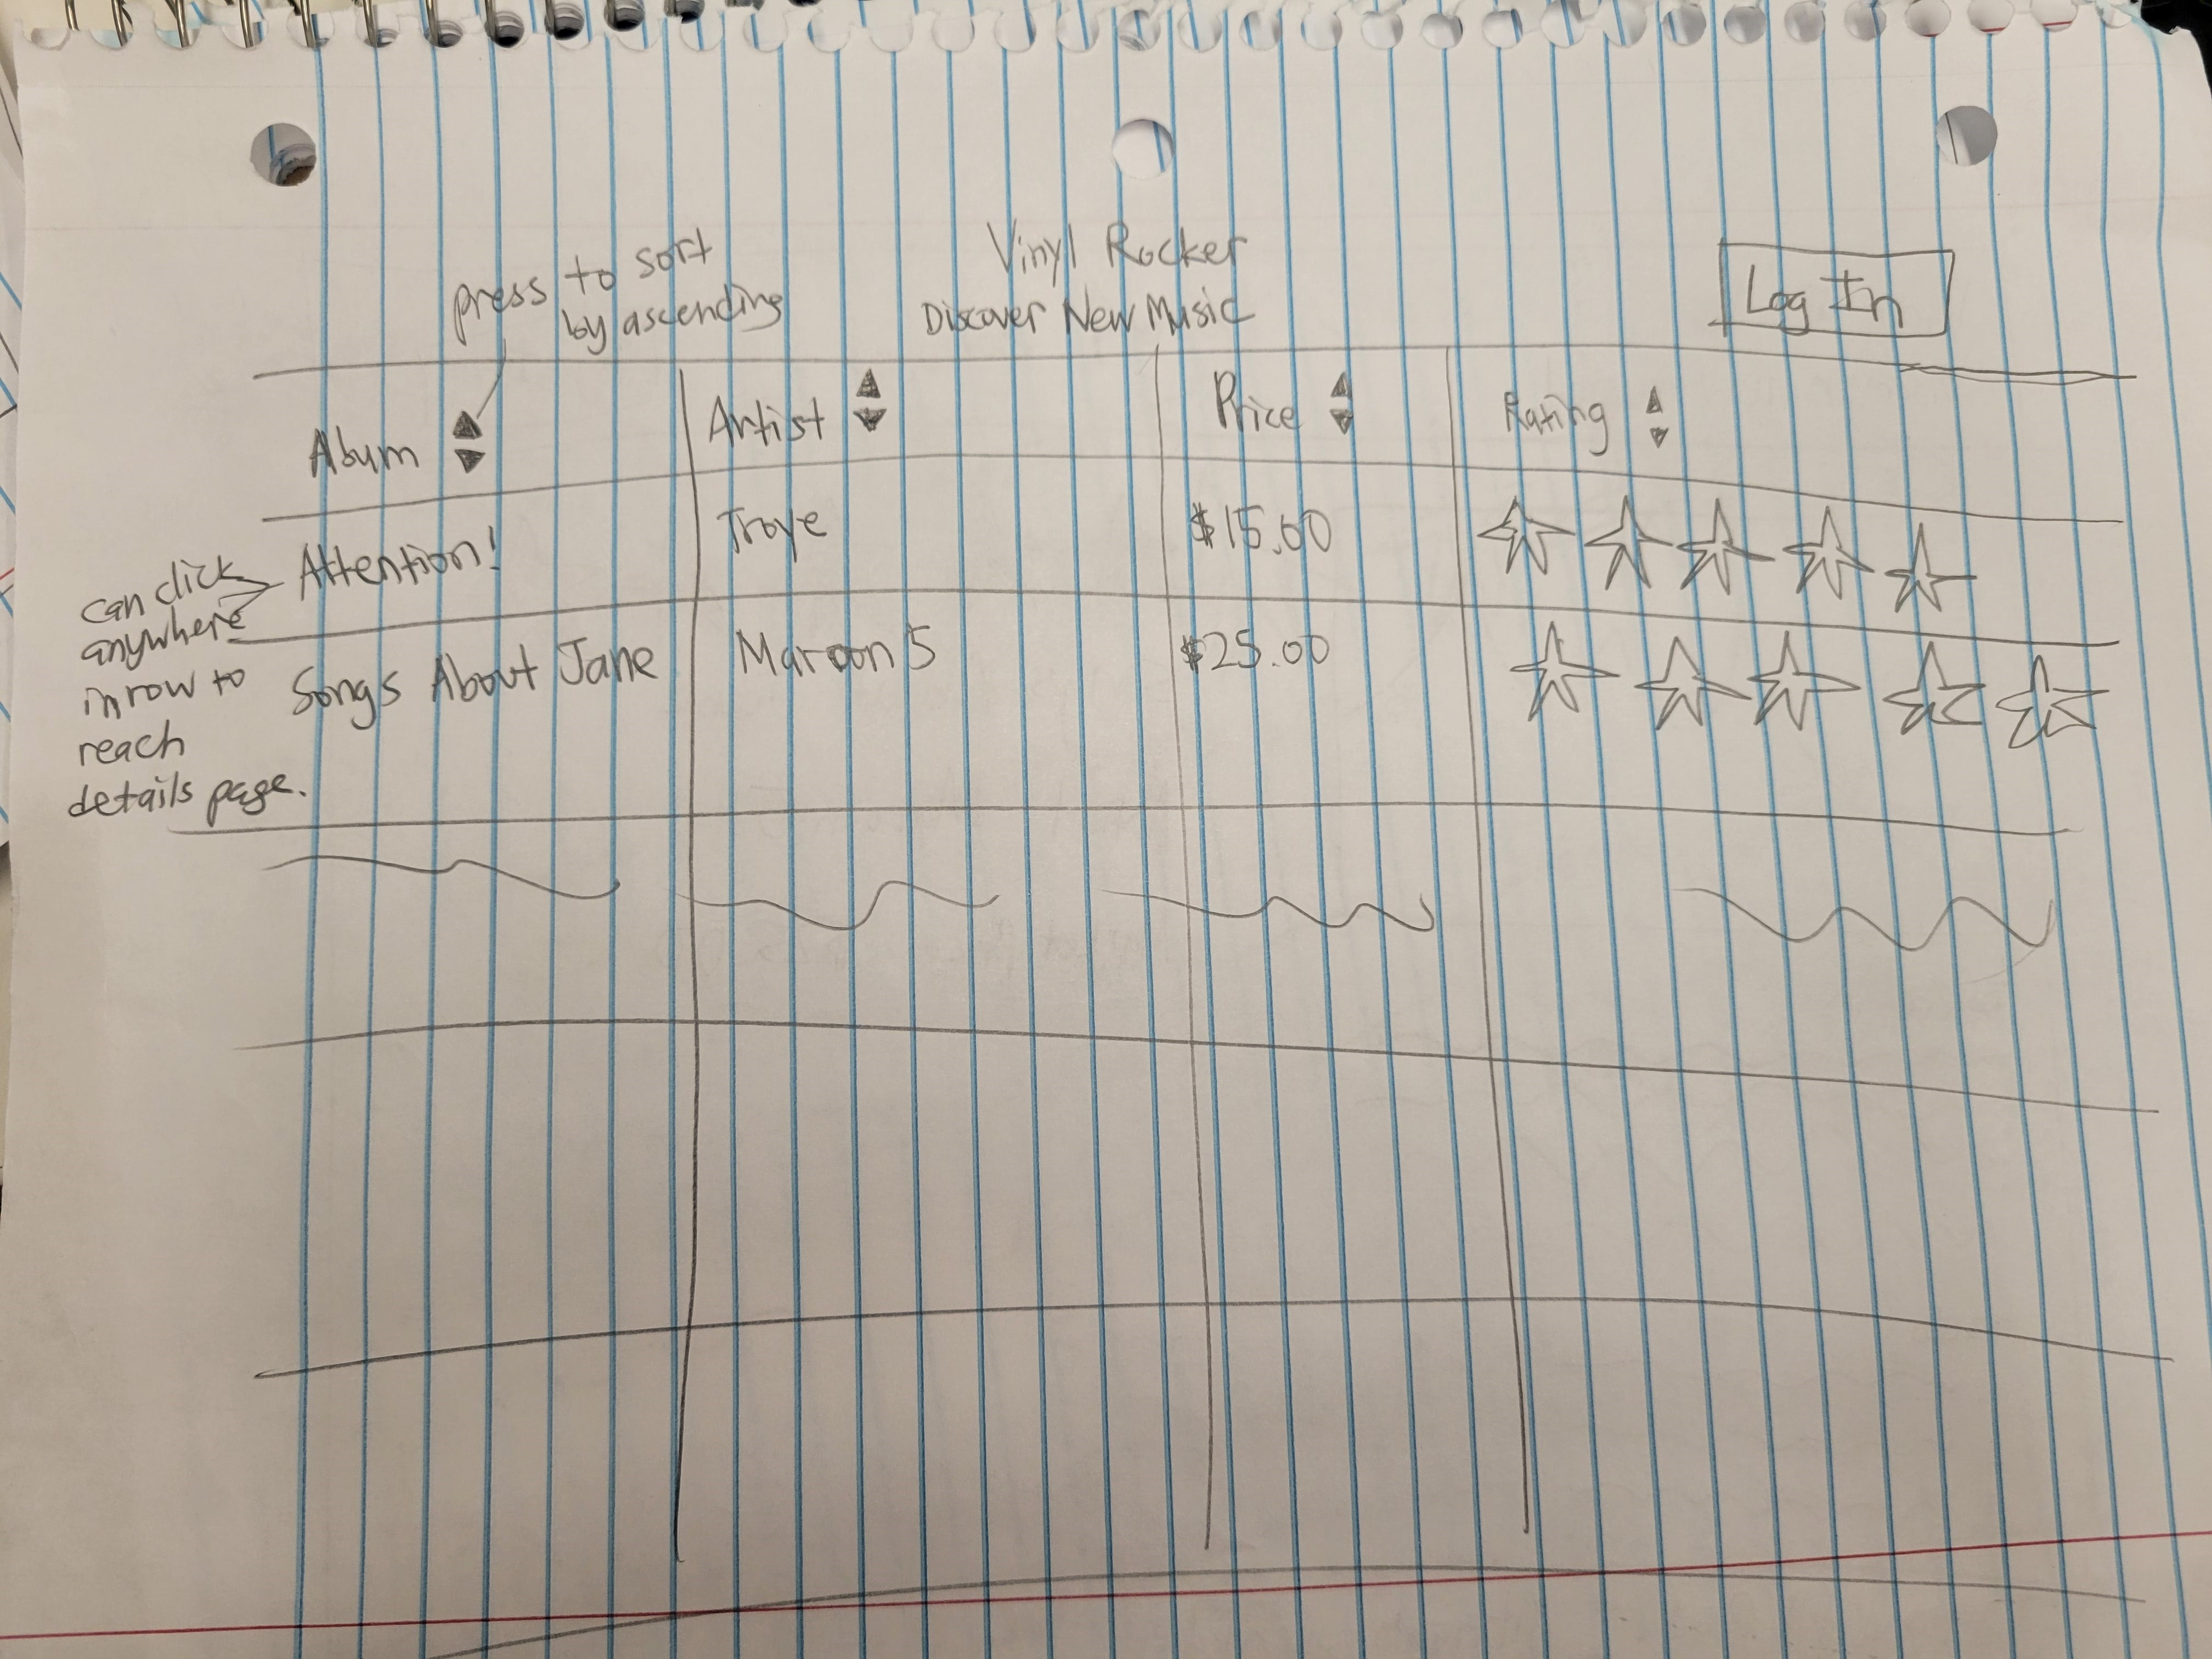 Vinyl Rocker
Discover New Music
Log In
press to sort
by ascending
Album
Artist
Price
Rating
Attention!
Troye
$15.00
Songs About Jane
Maroon 5
$25.00
can click
anywhere
in row to
reach
details page.